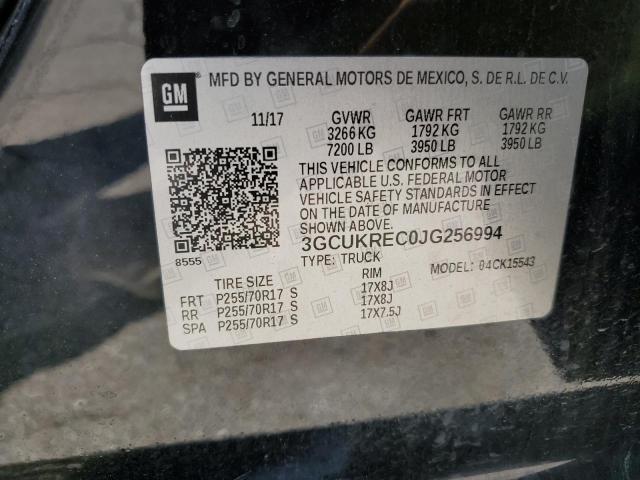 GM
MFD BY GENERAL MOTORS DE MEXICO, S. DE R.L. DE C.V.
11/17 GVWR GAWR FRT GAWR RR
3266 KG 1792 KG 1792 KG
7200 LB 3950 LB 3950 LB
THIS VEHICLE CONFORMS TO ALL
APPLICABLE U.S. FEDERAL MOTOR
VEHICLE SAFETY STANDARDS IN EFFECT
ON THE DATE OF MANUFACTURE
SHOWN ABOVE.
3GCUKREC0JG256994
8555 TYPE: TRUCK MODEL: 04CK15543
TIRE SIZE RIM
FRT P255/70R17 S 17X8J
RR P255/70R17 S 17X8J
SPA P255/70R17 S 17X7.5J